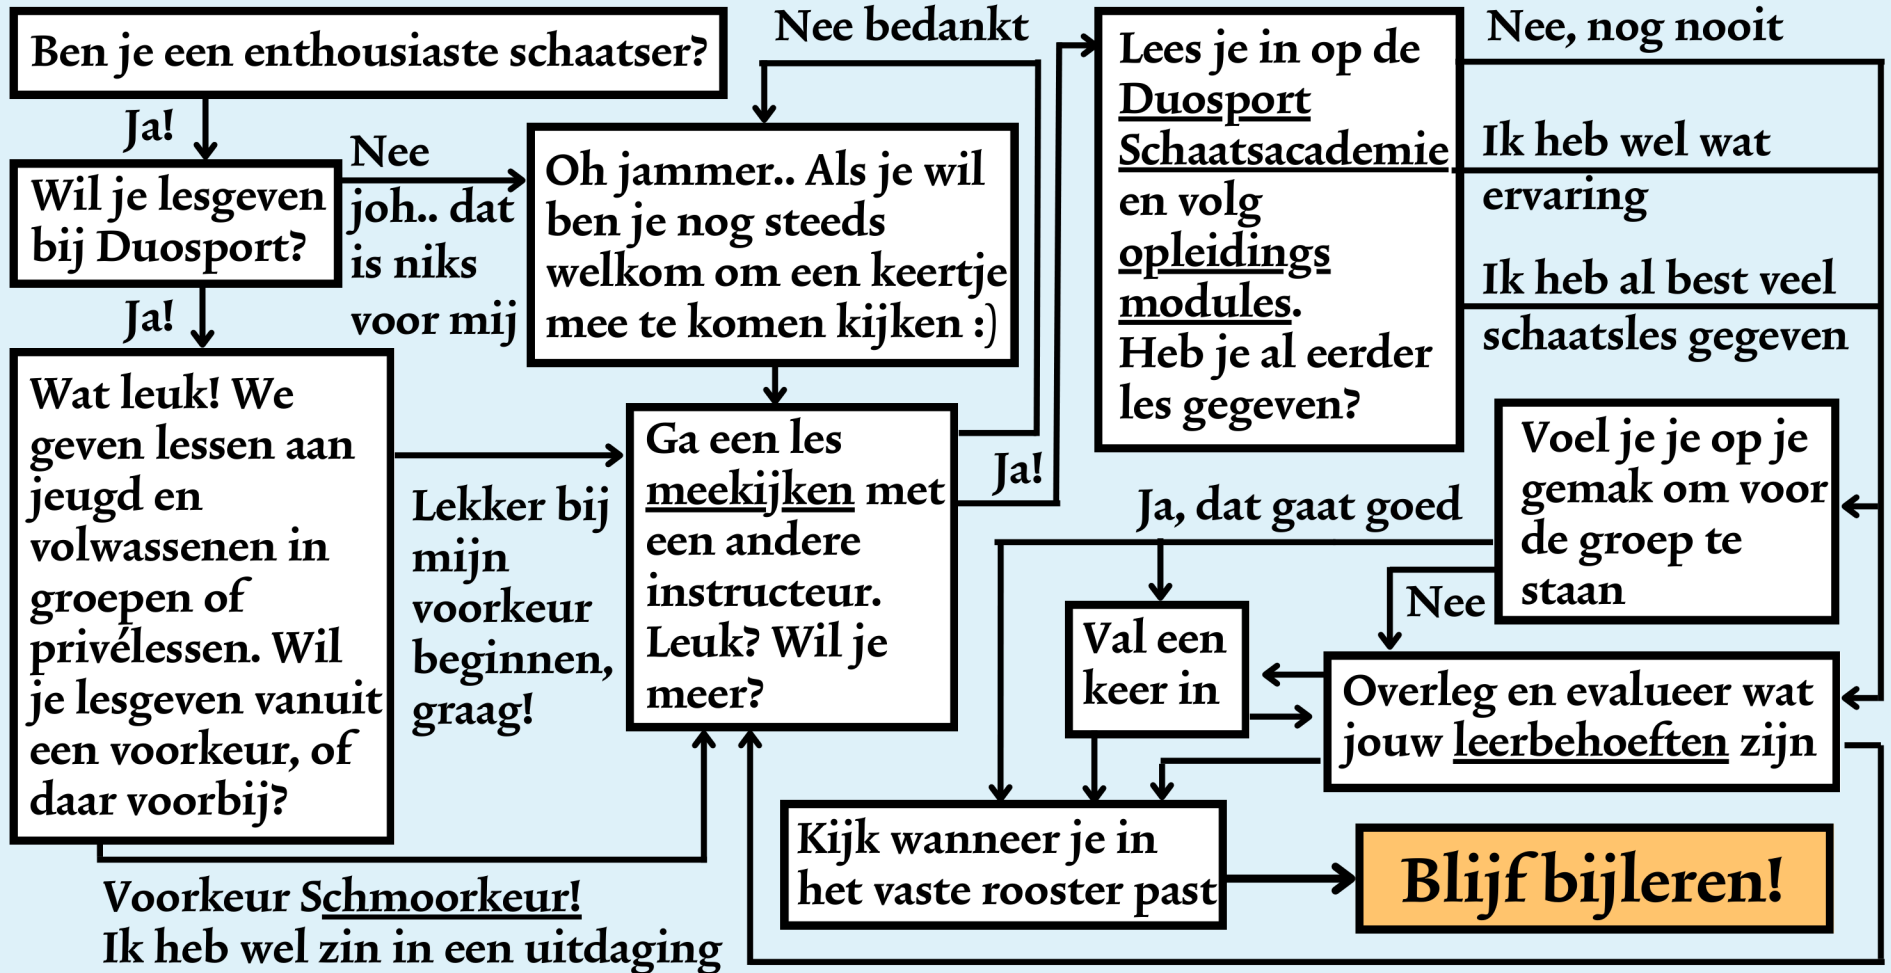 Ben je een enthousiaste schaatser?
Ja!
Wil je lesgeven
bij Duosport?
Nee
joh.. dat
is niks
voor mij
Ja!
Nee bedankt
Oh jammer.. Als je wil
ben je nog steeds
welkom om een keertje
mee te komen kijken :)
Wat leuk! We
geven lessen aan
jeugd en
volwassenen in
groepen of
privélessen. Wil
je lesgeven vanuit
een voorkeur, of
daar voorbij?
Lekker bij
mijn
voorkeur
beginnen,
graag!
Voorkeur Schmoorkeur!
Ik heb wel zin in een uitdaging
Ga een les
meekijken met
een andere
instructeur.
Leuk? Wil je
meer?
Ja!
Lees je in op de
Duosport
Schaatsacademie
en volg
opleidings
modules.
Heb je al eerder
les gegeven?
Nee, nog nooit
Ik heb wel wat
ervaring
Ik heb al best veel
schaatsles gegeven
Voel je je op je
gemak om voor
de groep te
staan
Ja, dat gaat goed
Nee
Val een
keer in
Overleg en evalueer wat
jouw leerbehoeften zijn
Kijk wanneer je in
het vaste rooster past
Blijf bijleren!